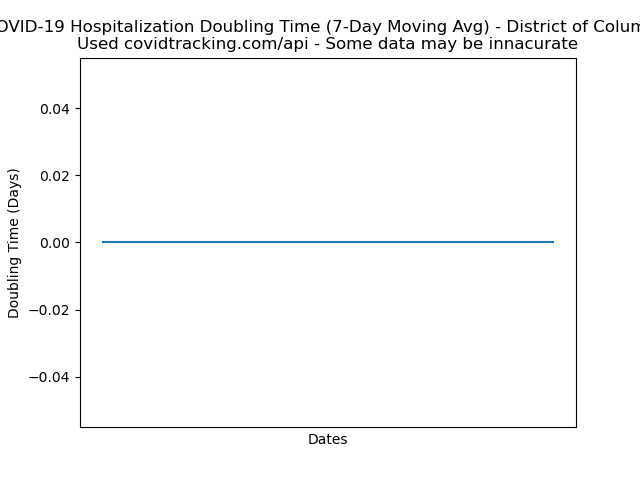 OVID-19 Hospitalization Doubling Time (7-Day Moving Avg) - District of Colum
Used covidtracking.com/api - Some data may be innacurate
0.04
0.02
0.00
−0.02
−0.04
Doubling Time (Days)
Dates